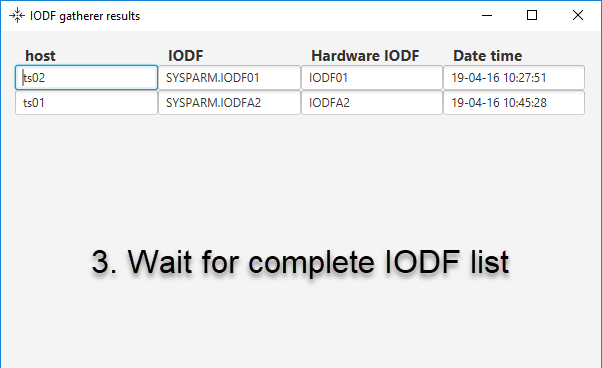 IODF gatherer results
host IODF Hardware IODF Date time
ts02 SYSPARM.IODF01 IODF01 19-04-16 10:27:51
ts01 SYSPARM.IODFA2 IODFA2 19-04-16 10:45:28
3. Wait for complete IODF list